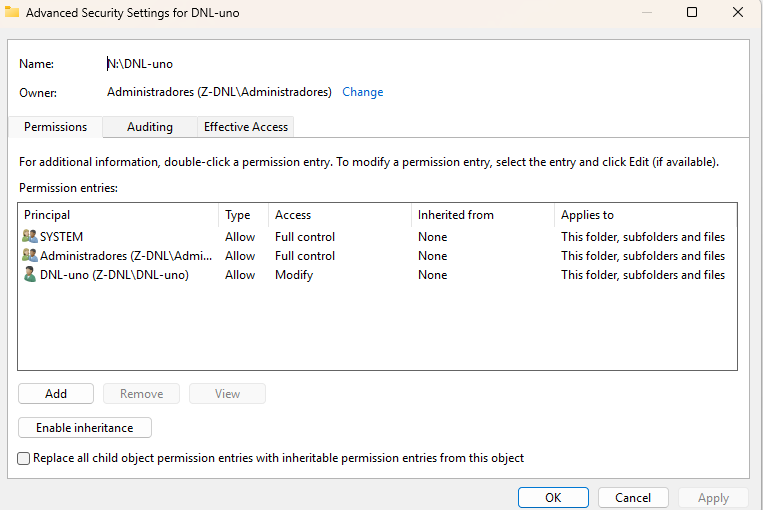 Advanced Security Settings for DNL-uno
Name: N:\DNL-uno
Owner: Administradores (Z-DNL\Administradores) Change
Permissions Auditing Effective Access
For additional information, double-click a permission entry. To modify a permission entry, select the entry and click Edit (if available).
Permission entries:
Principal Type Access Inherited from Applies to
SYSTEM Allow Full control None This folder, subfolders and files
Administradores (Z-DNL\Admi... Allow Full control None This folder, subfolders and files
DNL-uno (Z-DNL\DNL-uno) Allow Modify None This folder, subfolders and files
Add Remove View
Enable inheritance
Replace all child object permission entries with inheritable permission entries from this object
OK Cancel Apply